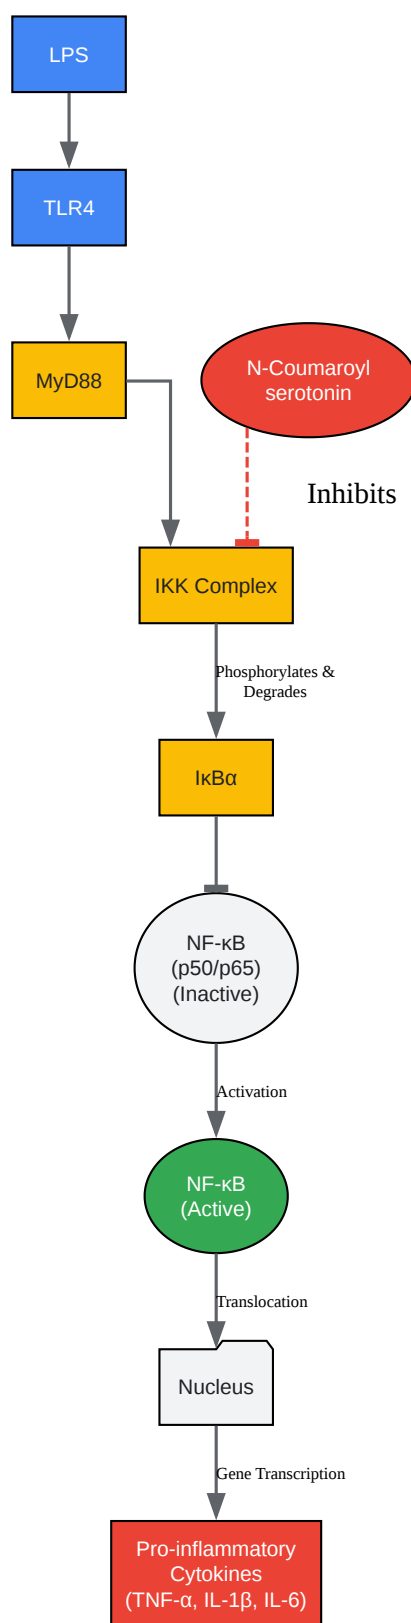 LPS
TLR4
MyD88
N-Coumaroyl
serotonin
Inhibits
IKK Complex
Phosphorylates &
Degrades
IκBα
NF-κB
(p50/p65)
(Inactive)
Activation
NF-κB
(Active)
Translocation
Nucleus
Gene Transcription
Pro-inflammatory
Cytokines
(TNF-α, IL-1β, IL-6)